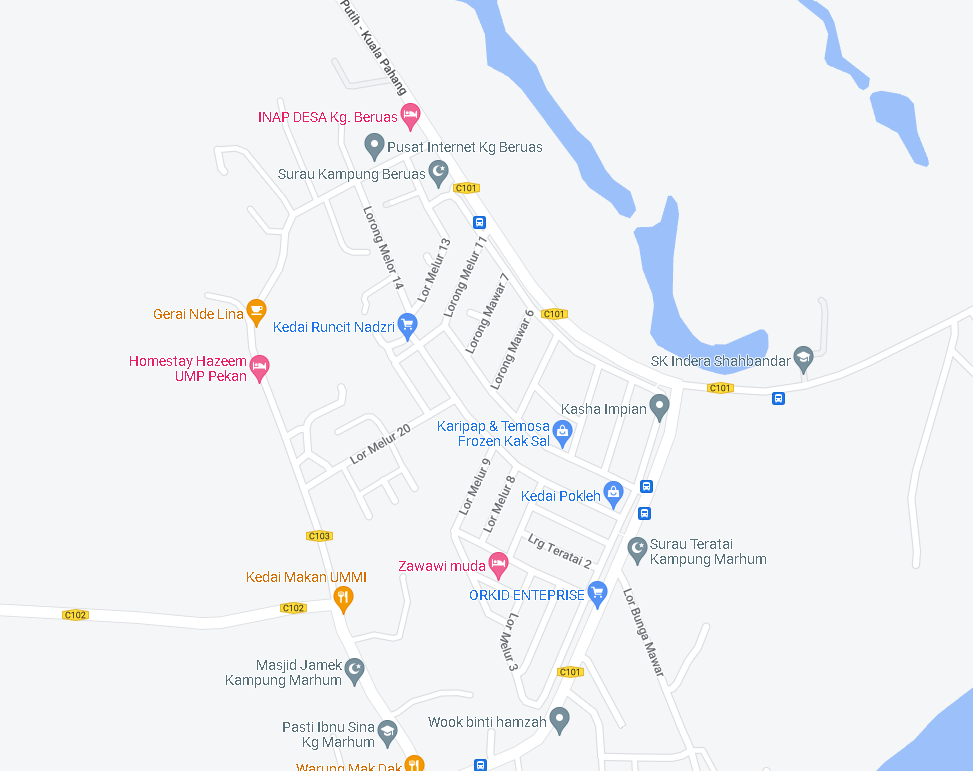 Putih - Kuala Pahang
INAP DESA Kg. Beruas
Pusat Internet Kg Beruas
Surau Kampung Beruas
C101
Lorong Melor 14
Lor Melur 13
Lorong Melur 11
Lorong Mawar 7
Gerai Nde Lina
Kedai Runcit Nadzri
Lorong Mawar 6
C101
Homestay Hazeem
UMP Pekan
SK Indera Shahbandar
C101
Kasha Impian
Karipap & Temosa
Frozen Kak Sal
Lor Melur 20
Lor Melur 9
Lor Melur 8
Kedai Pokleh
C103
Lrg Teratai 2
Surau Teratai
Kampung Marhum
Zawawi muda
Kedai Makan UMMI
ORKID ENTEPRISE
C102
C102
Lor Bunga Mawar
Lor Melur 3
Masjid Jamek
Kampung Marhum
C101
Pasti Ibnu Sina
Kg Marhum
Wook binti hamzah
Warung Mak Dak